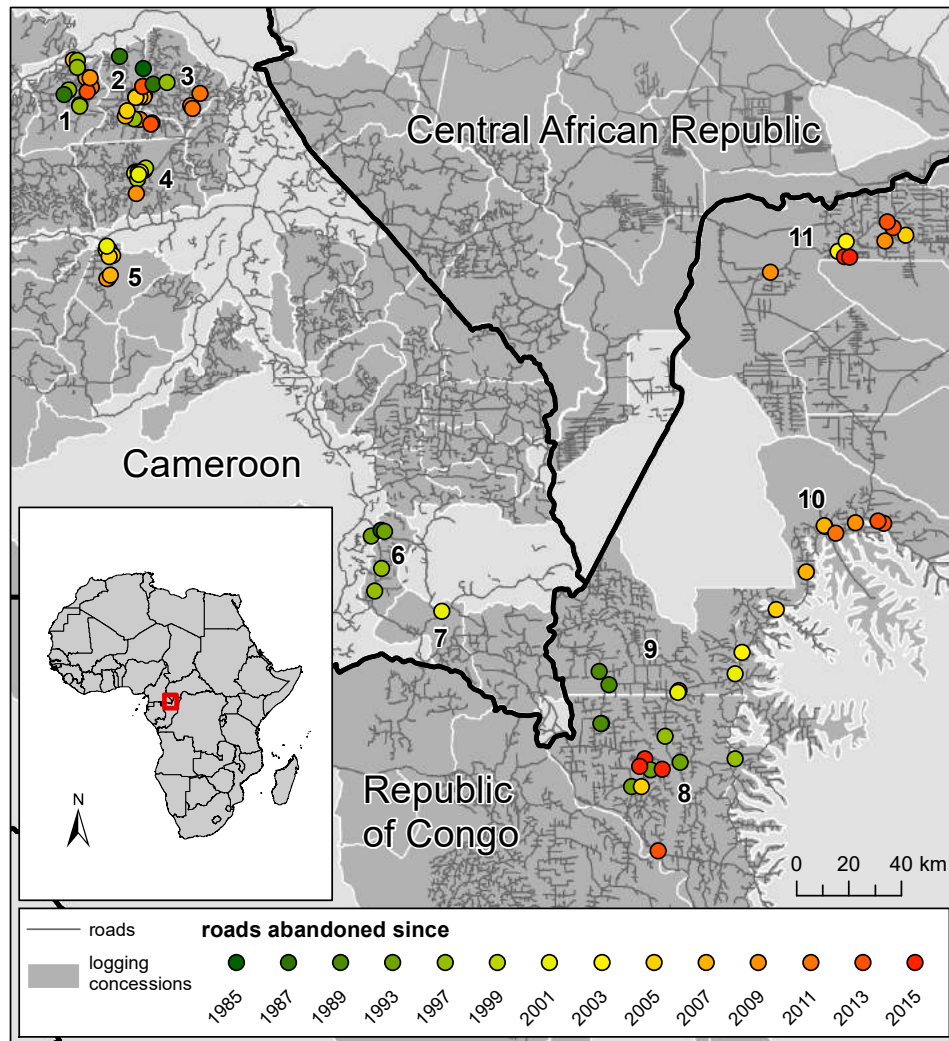 2
3
1
Central African Republic
4
11
5
Cameroon
10
6
7
9
Republic
of Congo
8
N
0 20 40 km
roads
roads abandoned since
logging
concessions
1985 1987 1989 1993 1997 1999 2001 2003 2005 2007 2009 2011 2013 2015